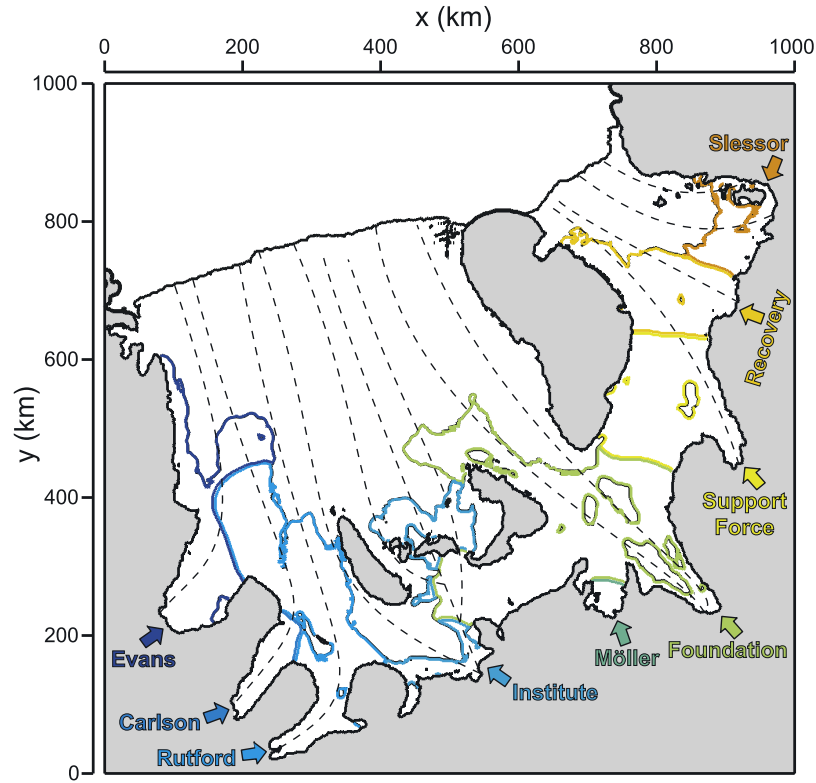 x (km)
0 200 400 600 800 1000
1000
800
600
400
200
0
y (km)
Slessor
Recovery
Support
Force
Foundation
Möller
Institute
Evans
Carlson
Rutford